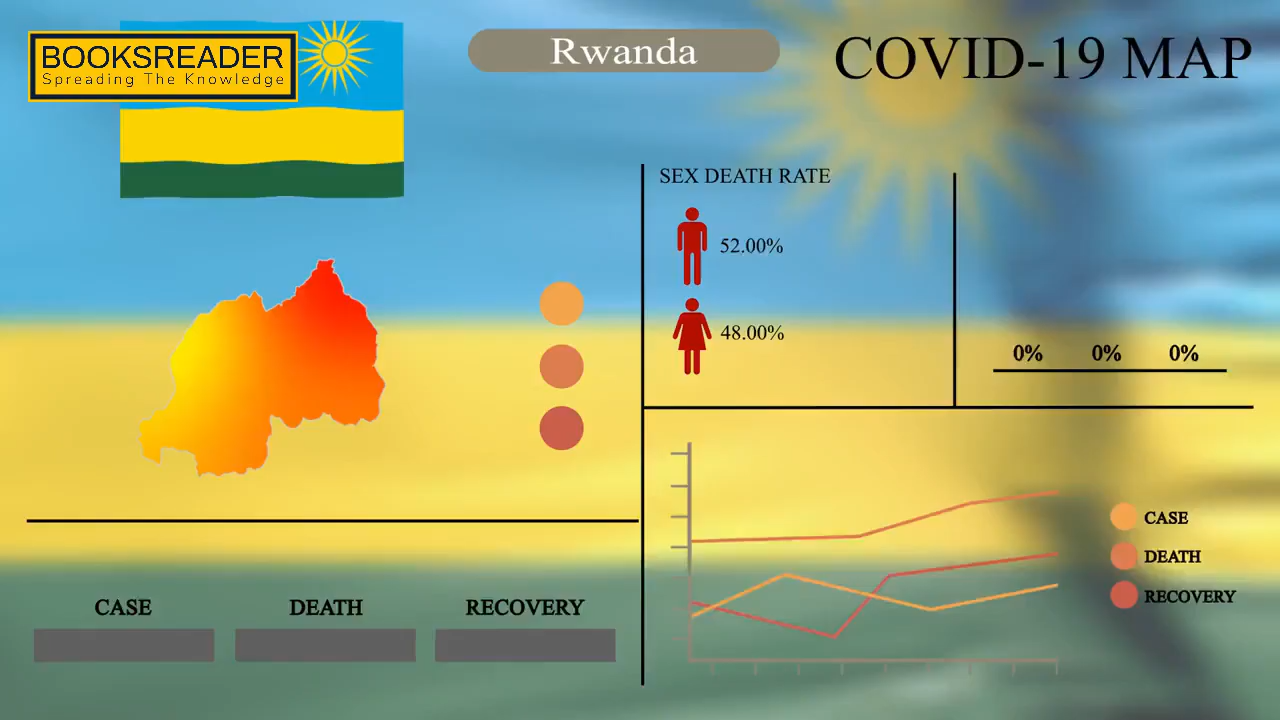 BOOKSREADER
Spreading The Knowledge
Rwanda
COVID-19 MAP
SEX DEATH RATE
52.00%
48.00%
0% 0% 0%
CASE
DEATH
RECOVERY
CASE DEATH RECOVERY